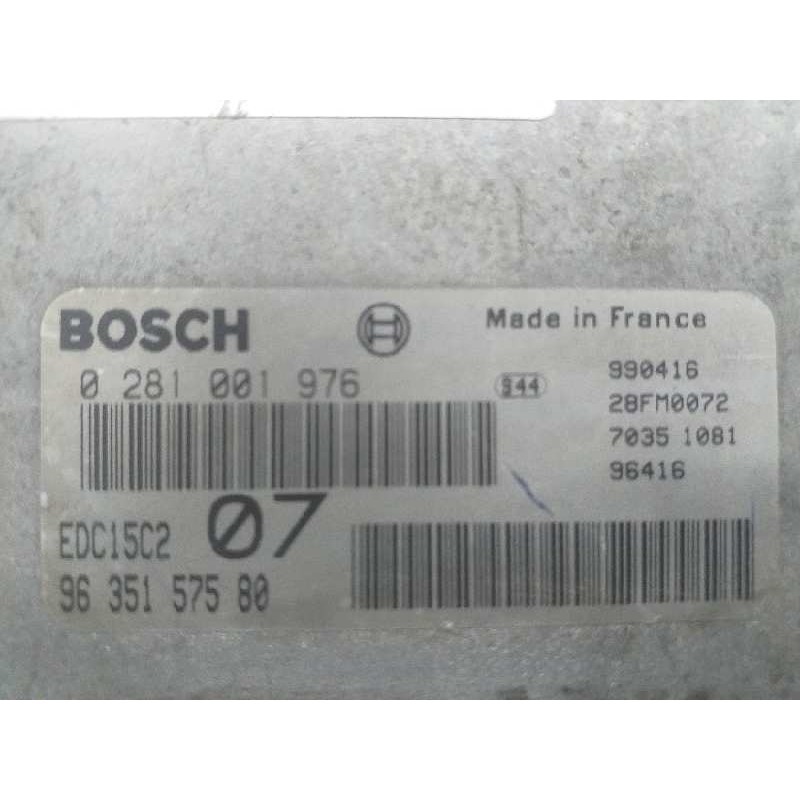 BOSCH
Made in France
0 281 001 976
944
990416
28FM0072
7035 1081
96416
EDC15C2
07
96 351 575 80